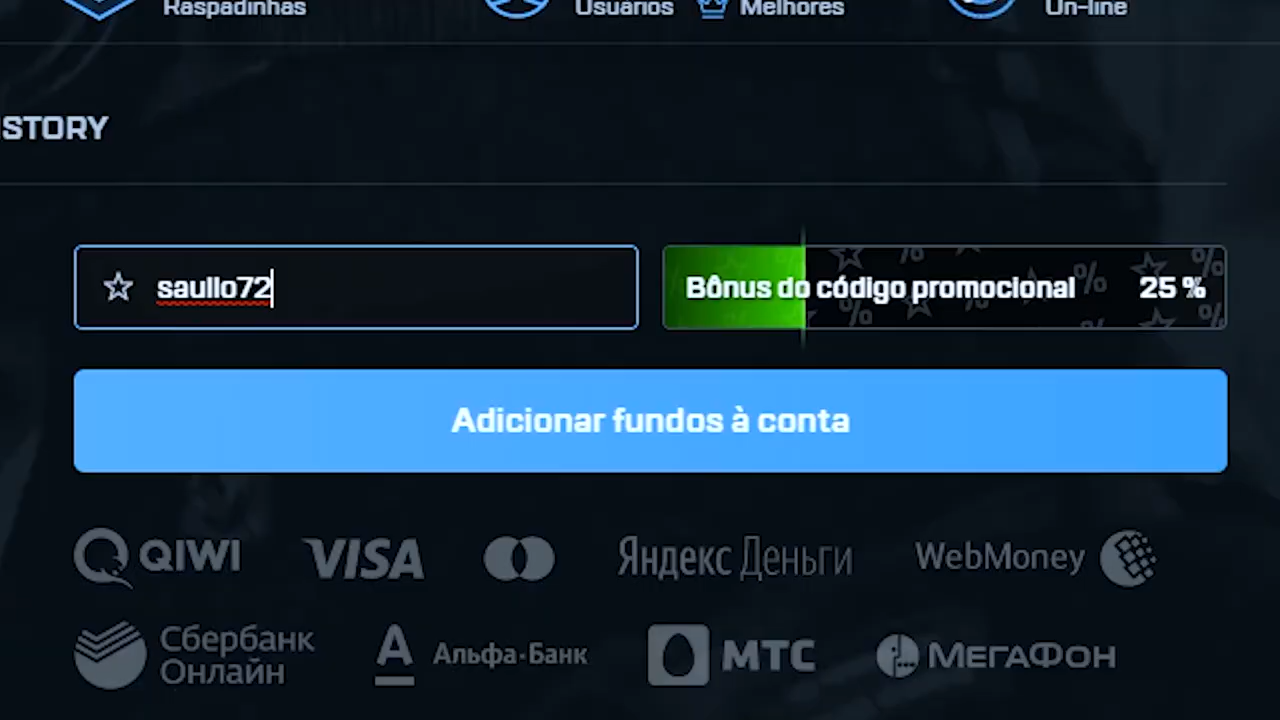 Raspadinhas Usuários Melhores On-line
STORY
saullo72 Bônus do código promocional 25 %
Adicionar fundos à conta
QIWI VISA Яндекс Деньги WebMoney
Сбербанк Онлайн Альфа·Банк МТС МЕГАФОН